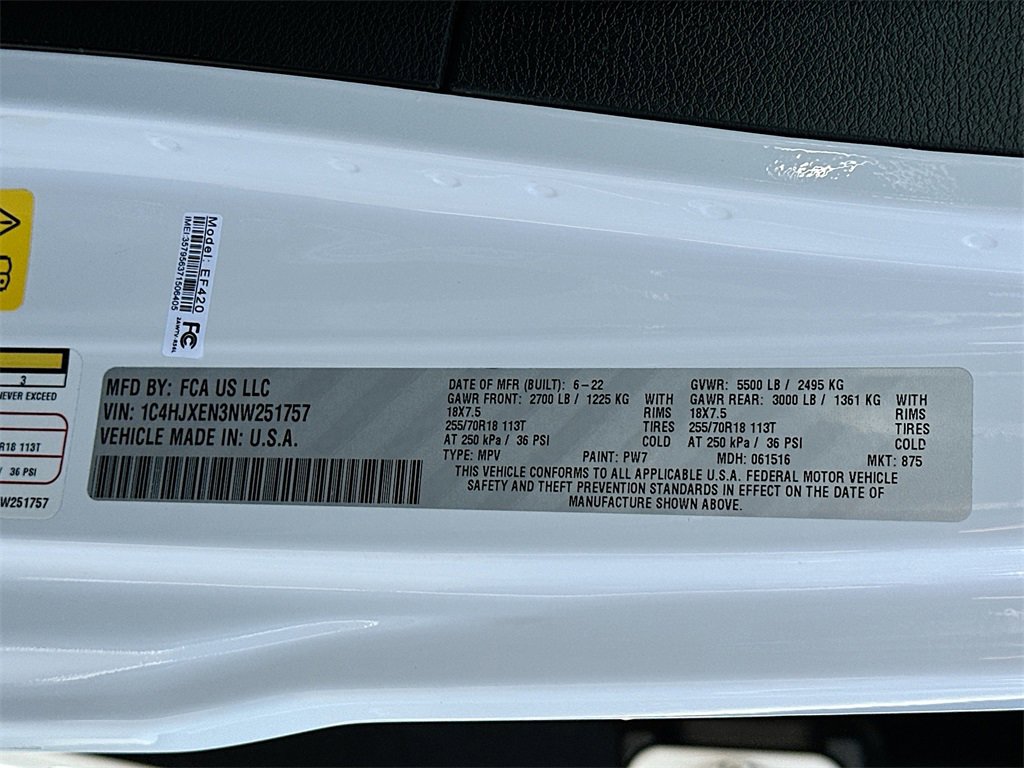 Model: EF420
IMEI:357956371506405
FC
2AWTV-836L
3
NEVER EXCEED
R18 113T
/ 36 PSI
W251757
MFD BY: FCA US LLC
VIN: 1C4HJXEN3NW251757
VEHICLE MADE IN: U.S.A.
DATE OF MFR (BUILT): 6-22
GAWR FRONT: 2700 LB / 1225 KG WITH
18X7.5 RIMS
255/70R18 113T TIRES
AT 250 kPa / 36 PSI COLD
GVWR: 5500 LB / 2495 KG
GAWR REAR: 3000 LB / 1361 KG WITH
18X7.5 RIMS
255/70R18 113T TIRES
AT 250 kPa / 36 PSI COLD
TYPE: MPV PAINT: PW7 MDH: 061516 MKT: 875
THIS VEHICLE CONFORMS TO ALL APPLICABLE U.S.A. FEDERAL MOTOR VEHICLE
SAFETY AND THEFT PREVENTION STANDARDS IN EFFECT ON THE DATE OF
MANUFACTURE SHOWN ABOVE.